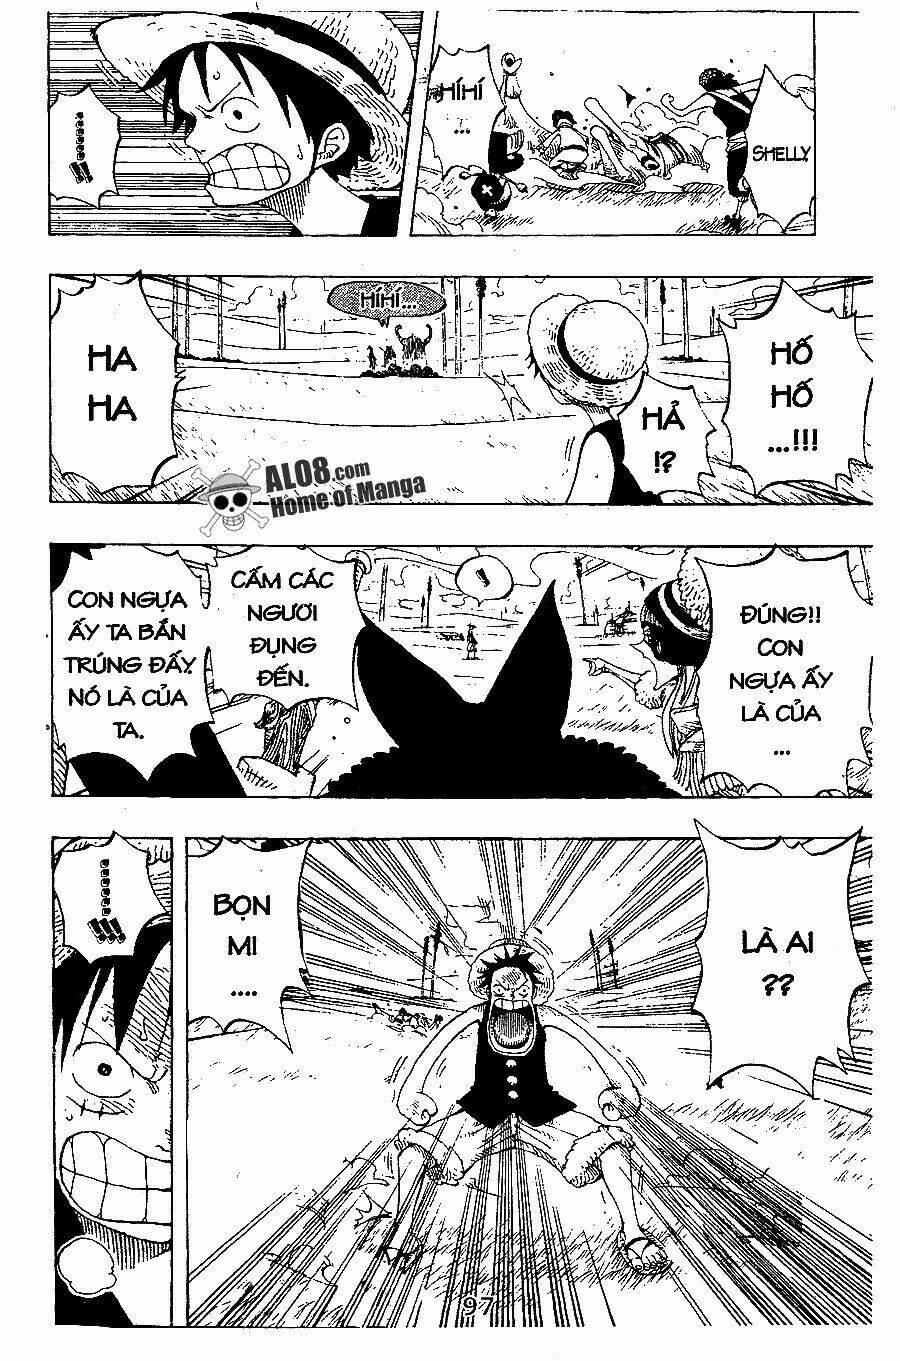 SHELLY
HÍHÍ
...
......!!
HỐ
HỐ
...!!!
HẢ
!?
HÍHÍ...
HA
HA
AL08.com
Home of Manga
ĐÚNG!!
CON
NGỰA ẤY
LÀ CỦA
...
!
CẤM CÁC
NGƯƠI
ĐỤNG
ĐẾN.
CON NGỰA
ẤY TA BẮN
TRÚNG ĐẤY.
NÓ LÀ CỦA
TA.
LÀ AI
??
BỌN
MI
....
......!!!
97